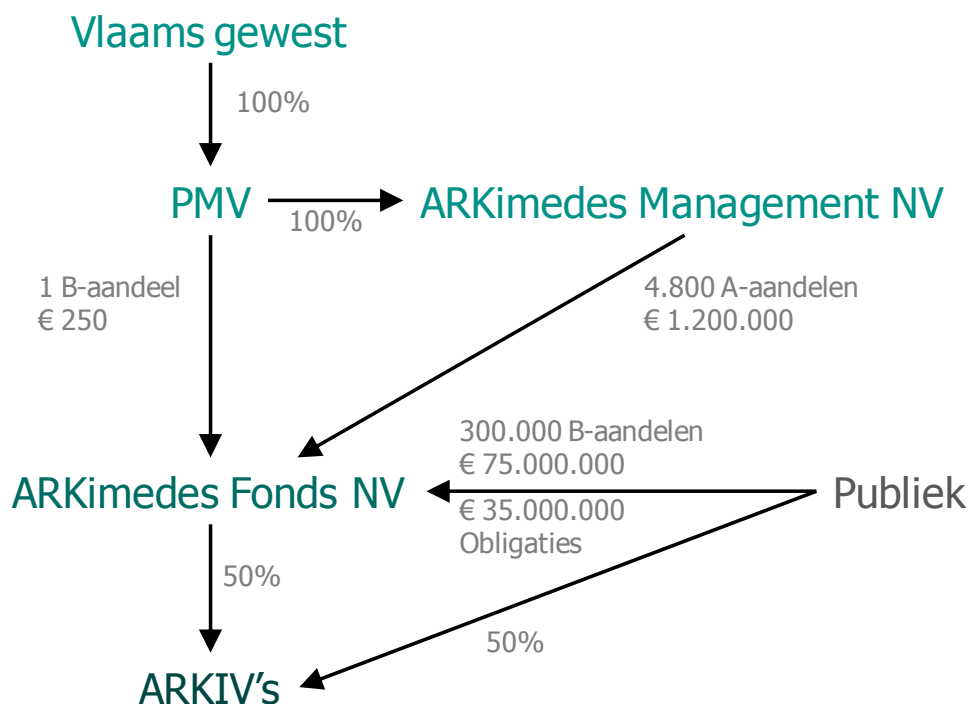 Vlaams gewest
100%
PMV
100%
ARKimedes Management NV
1 B-aandeel
€ 250
4.800 A-aandelen
€ 1.200.000
300.000 B-aandelen
€ 75.000.000
ARKimedes Fonds NV
€ 35.000.000
Obligaties
Publiek
50%
50%
ARKIV's